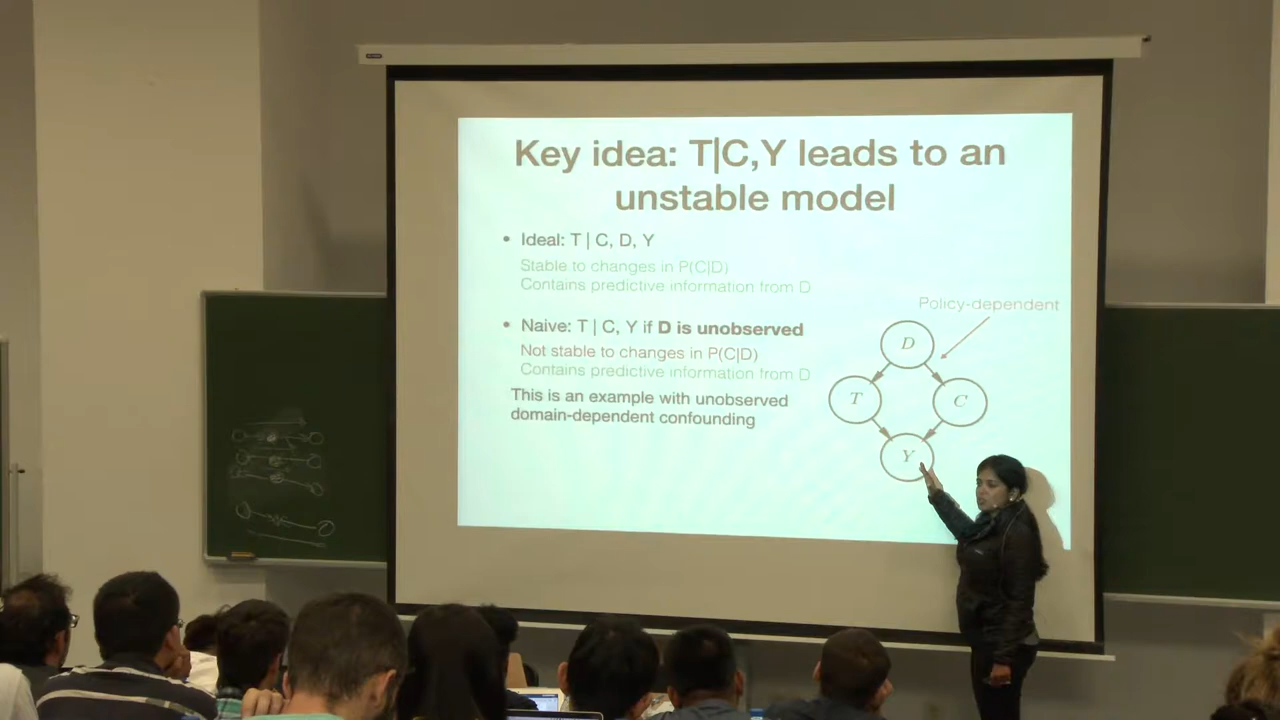 Key idea: T|C,Y leads to an
unstable model
• Ideal: T | C, D, Y
Stable to changes in P(C|D)
Contains predictive information from D
• Naive: T | C, Y if D is unobserved
Not stable to changes in P(C|D)
Contains predictive information from D
This is an example with unobserved
domain-dependent confounding
Policy-dependent
D
T
C
Y